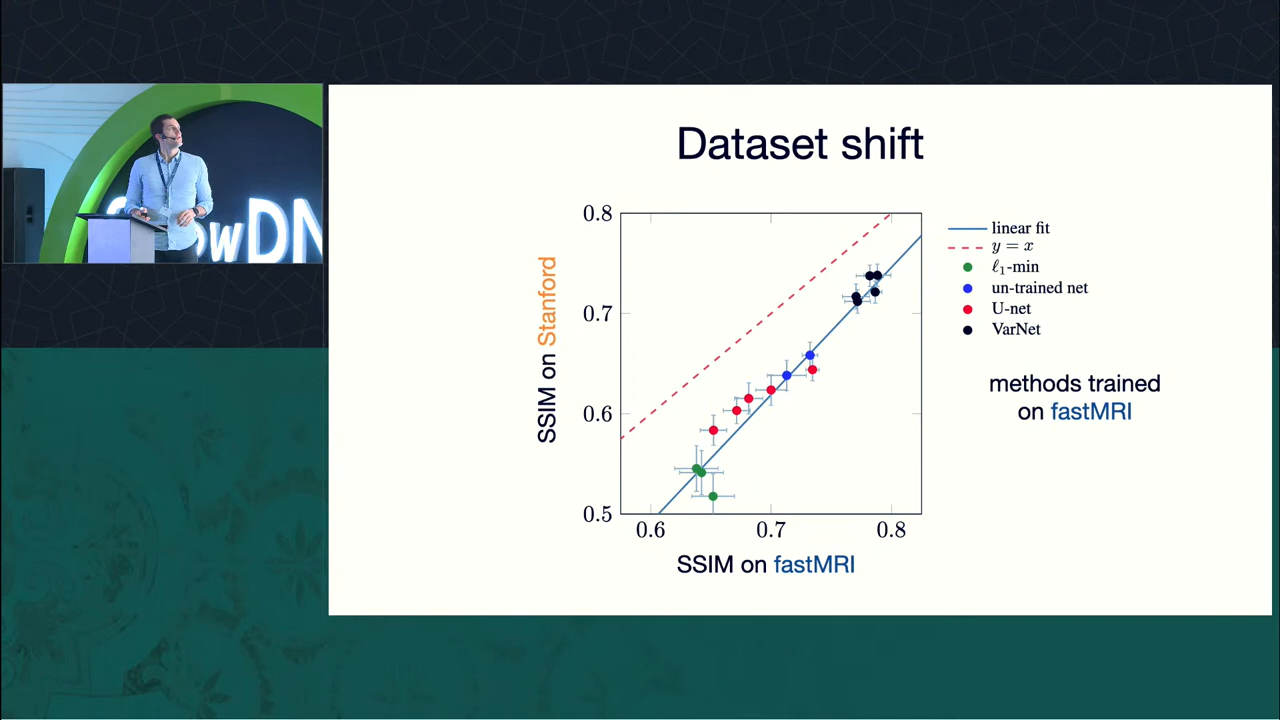 owDN
Dataset shift
0.8
0.7
0.6
0.5
0.6
0.7
0.8
SSIM on Stanford
SSIM on fastMRI
linear fit
y = x
ℓ₁-min
un-trained net
U-net
VarNet
methods trained
on fastMRI